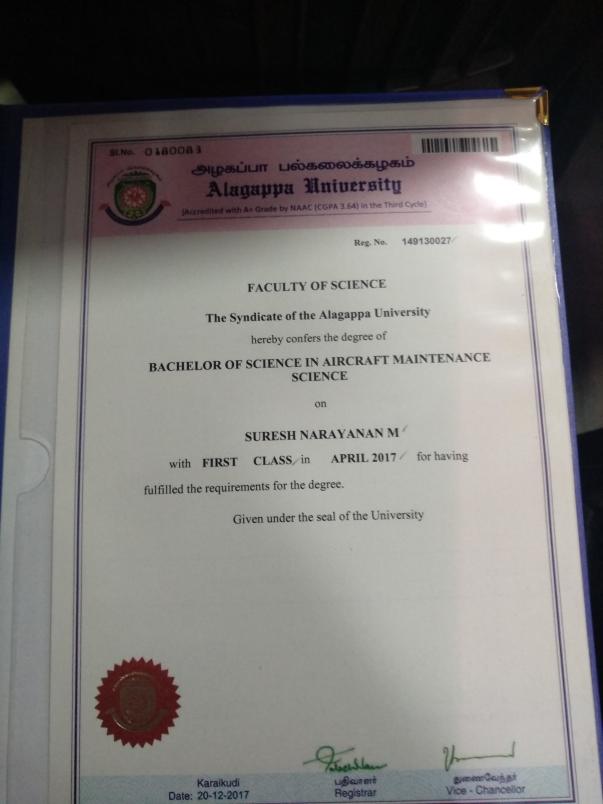 Sl.No. 0180083
அழகப்பா பல்கலைக்கழகம்
Alagappa University
(Accredited with A+ Grade by NAAC (CGPA 3.64) in the Third Cycle)
Reg. No. 149130027
FACULTY OF SCIENCE
The Syndicate of the Alagappa University
hereby confers the degree of
BACHELOR OF SCIENCE IN AIRCRAFT MAINTENANCE
SCIENCE
on
SURESH NARAYANAN M
with FIRST CLASS in APRIL 2017 for having
fulfilled the requirements for the degree.
Given under the seal of the University
Karaikudi பதிவாளர் துணைவேந்தர்
Date: 20-12-2017 Registrar Vice - Chancellor